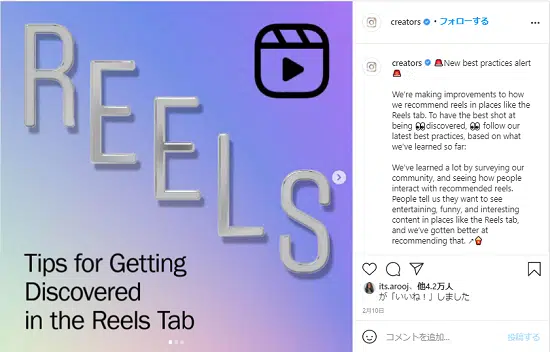 REELS
Tips for Getting
Discovered
in the Reels Tab
creators • フォローする
creators 🚨New best practices alert
🚨
We're making improvements to
how we recommend reels in places like the
Reels tab. To have the best shot at
being 👀discovered, 👀 follow our
latest best practices, based on what
we've learned so far:
We've learned a lot by surveying our
community, and seeing how people
interact with recommended reels.
People tell us they want to see
entertaining, funny, and interesting
content in places like the Reels tab,
and we've gotten better at
recommending that. ↗️🍿
its.arooj、他4.2万人
が「いいね！」しました
2月10日
コメントを追加...
投稿する